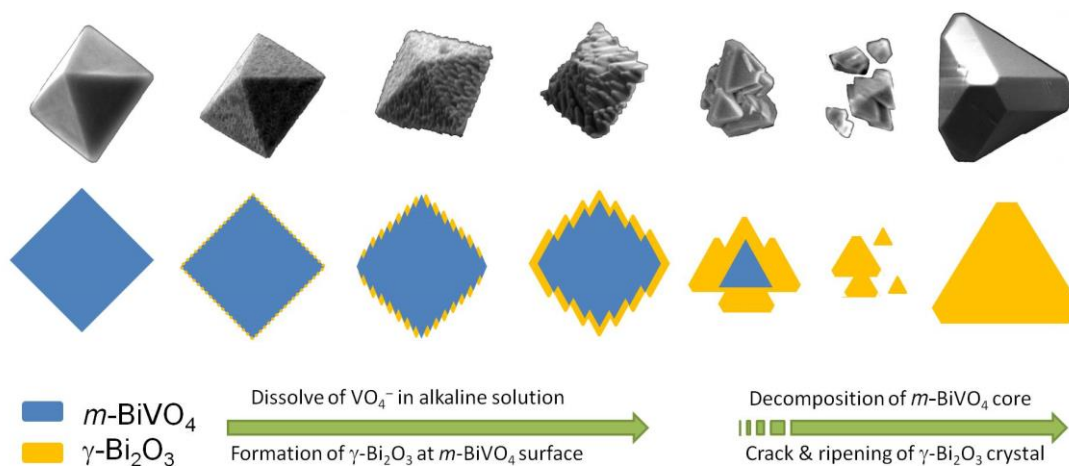 Dissolve of VO₄⁻ in alkaline solution
Decomposition of m-BiVO₄ core
m-BiVO₄
γ-Bi₂O₃
Formation of γ-Bi₂O₃ at m-BiVO₄ surface
Crack & ripening of γ-Bi₂O₃ crystal